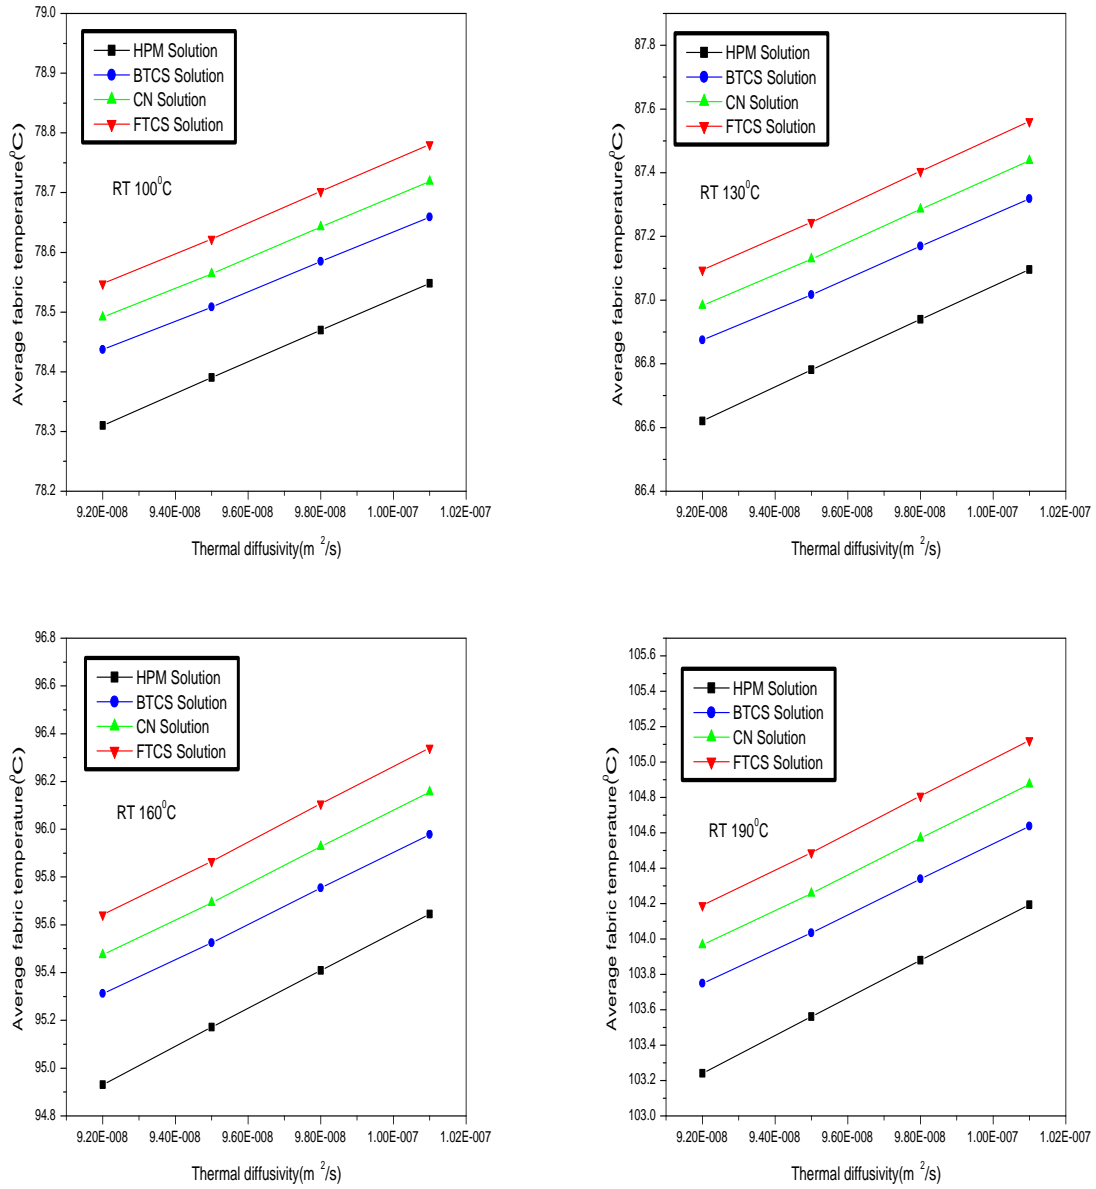 79.0
78.9
78.8
78.7
78.6
78.5
78.4
78.3
78.2
Average fabric temperature(⁰C)
HPM Solution
BTCS Solution
CN Solution
FTCS Solution
RT 100⁰C
9.20E-008 9.40E-008 9.60E-008 9.80E-008 1.00E-007 1.02E-007
Thermal diffusivity(m ²/s)
87.8
87.6
87.4
87.2
87.0
86.8
86.6
86.4
Average fabric temperature(⁰C)
HPM Solution
BTCS Solution
CN Solution
FTCS Solution
RT 130⁰C
9.20E-008 9.40E-008 9.60E-008 9.80E-008 1.00E-007 1.02E-007
Thermal diffusivity(m ²/s)
96.8
96.6
96.4
96.2
96.0
95.8
95.6
95.4
95.2
95.0
94.8
Average fabric temperature(⁰C)
HPM Solution
BTCS Solution
CN Solution
FTCS Solution
RT 160⁰C
9.20E-008 9.40E-008 9.60E-008 9.80E-008 1.00E-007 1.02E-007
Thermal diffusivity(m ²/s)
105.6
105.4
105.2
105.0
104.8
104.6
104.4
104.2
104.0
103.8
103.6
103.4
103.2
103.0
Average fabric temperature(⁰C)
HPM Solution
BTCS Solution
CN Solution
FTCS Solution
RT 190⁰C
9.20E-008 9.40E-008 9.60E-008 9.80E-008 1.00E-007 1.02E-007
Thermal diffusivity(m ²/s)